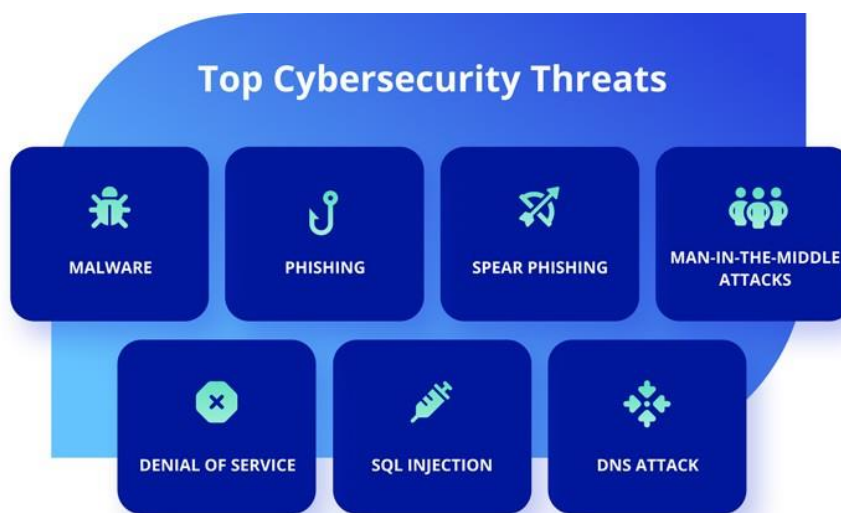 Top Cybersecurity Threats
MALWARE
PHISHING
SPEAR PHISHING
MAN-IN-THE-MIDDLE
ATTACKS
DENIAL OF SERVICE
SQL INJECTION
DNS ATTACK